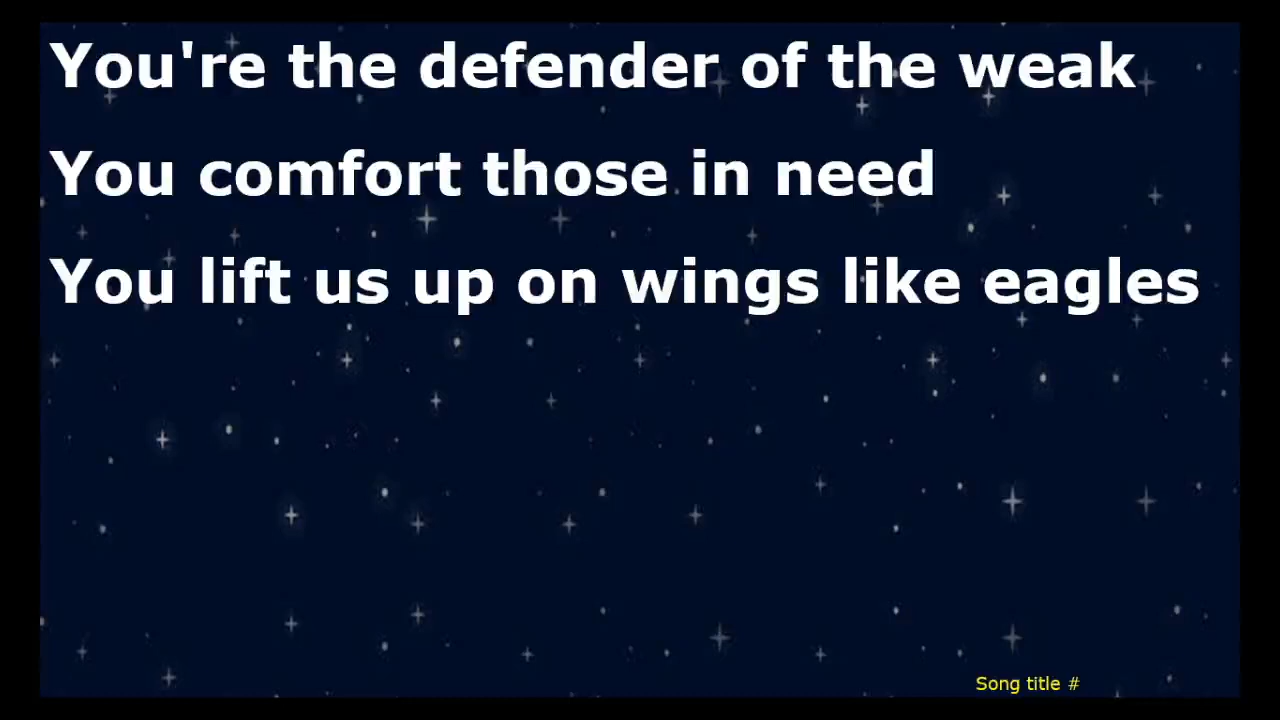 You're the defender of the weak
You comfort those in need
You lift us up on wings like eagles
Song title #